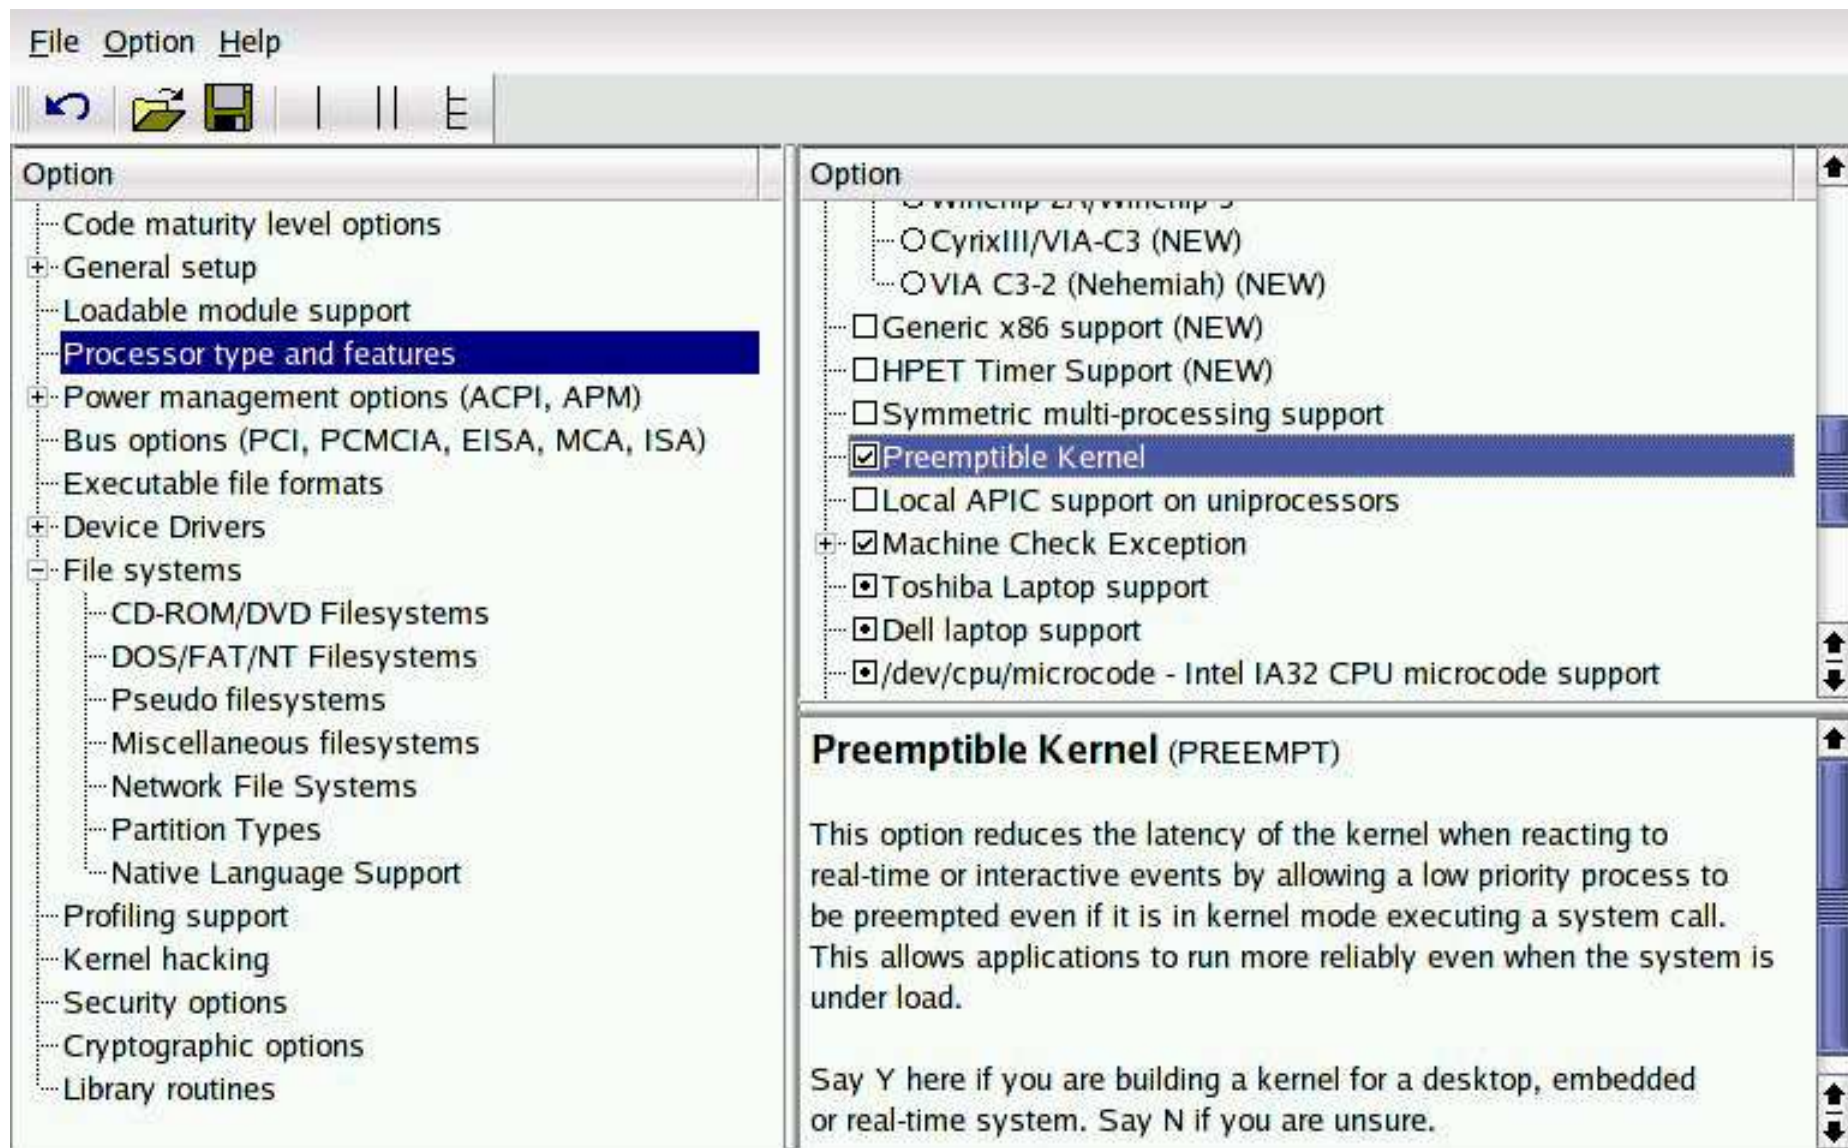 File Option Help
Option
Code maturity level options
General setup
Loadable module support
Processor type and features
Power management options (ACPI, APM)
Bus options (PCI, PCMCIA, EISA, MCA, ISA)
Executable file formats
Device Drivers
File systems
CD-ROM/DVD Filesystems
DOS/FAT/NT Filesystems
Pseudo filesystems
Miscellaneous filesystems
Network File Systems
Partition Types
Native Language Support
Profiling support
Kernel hacking
Security options
Cryptographic options
Library routines
Option
Winchip 2A/Winchip 3
CyrixIII/VIA-C3 (NEW)
VIA C3-2 (Nehemiah) (NEW)
Generic x86 support (NEW)
HPET Timer Support (NEW)
Symmetric multi-processing support
Preemptible Kernel
Local APIC support on uniprocessors
Machine Check Exception
Toshiba Laptop support
Dell laptop support
/dev/cpu/microcode - Intel IA32 CPU microcode support
Preemptible Kernel (PREEMPT)
This option reduces the latency of the kernel when reacting to
real-time or interactive events by allowing a low priority process to
be preempted even if it is in kernel mode executing a system call.
This allows applications to run more reliably even when the system is
under load.
Say Y here if you are building a kernel for a desktop, embedded
or real-time system. Say N if you are unsure.